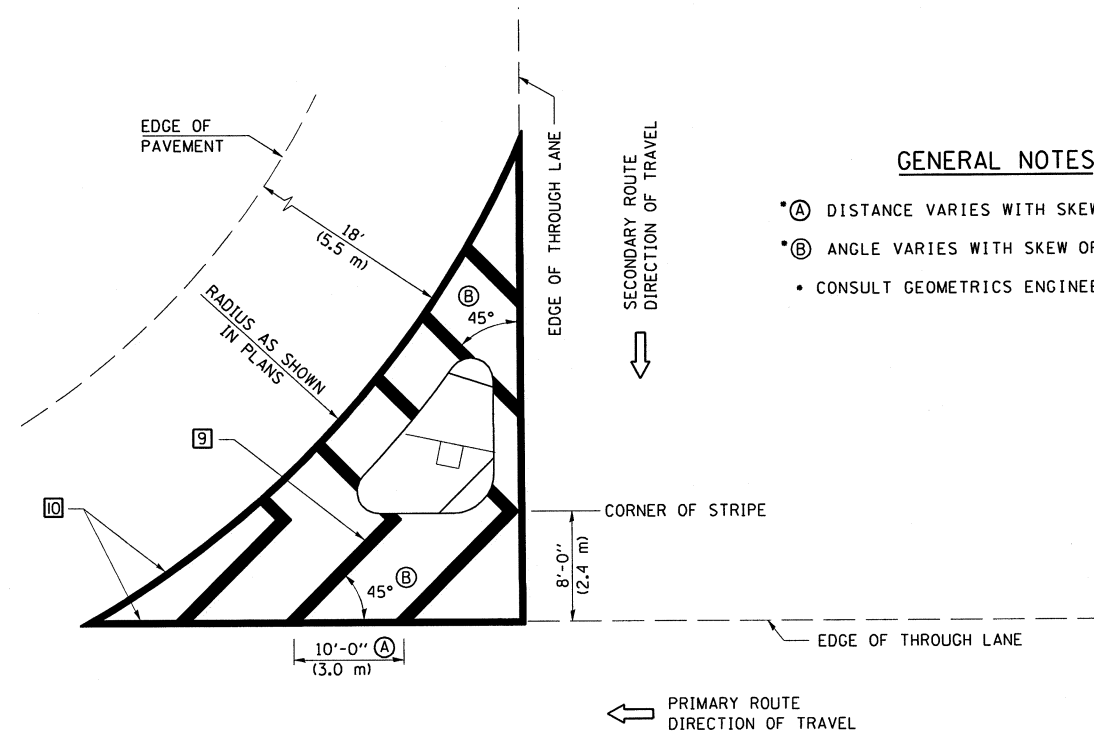 EDGE OF
PAVEMENT
18'
(5.5 m)
RADIUS AS SHOWN
IN PLANS
EDGE OF THROUGH LANE
SECONDARY ROUTE
DIRECTION OF TRAVEL
GENERAL NOTES
*Ⓐ DISTANCE VARIES WITH SKEW
*Ⓑ ANGLE VARIES WITH SKEW OF
• CONSULT GEOMETRICS ENGINEE
Ⓑ
45°
9
10
CORNER OF STRIPE
8'-0"
(2.4 m)
45° Ⓑ
10'-0" Ⓐ
(3.0 m)
EDGE OF THROUGH LANE
PRIMARY ROUTE
DIRECTION OF TRAVEL